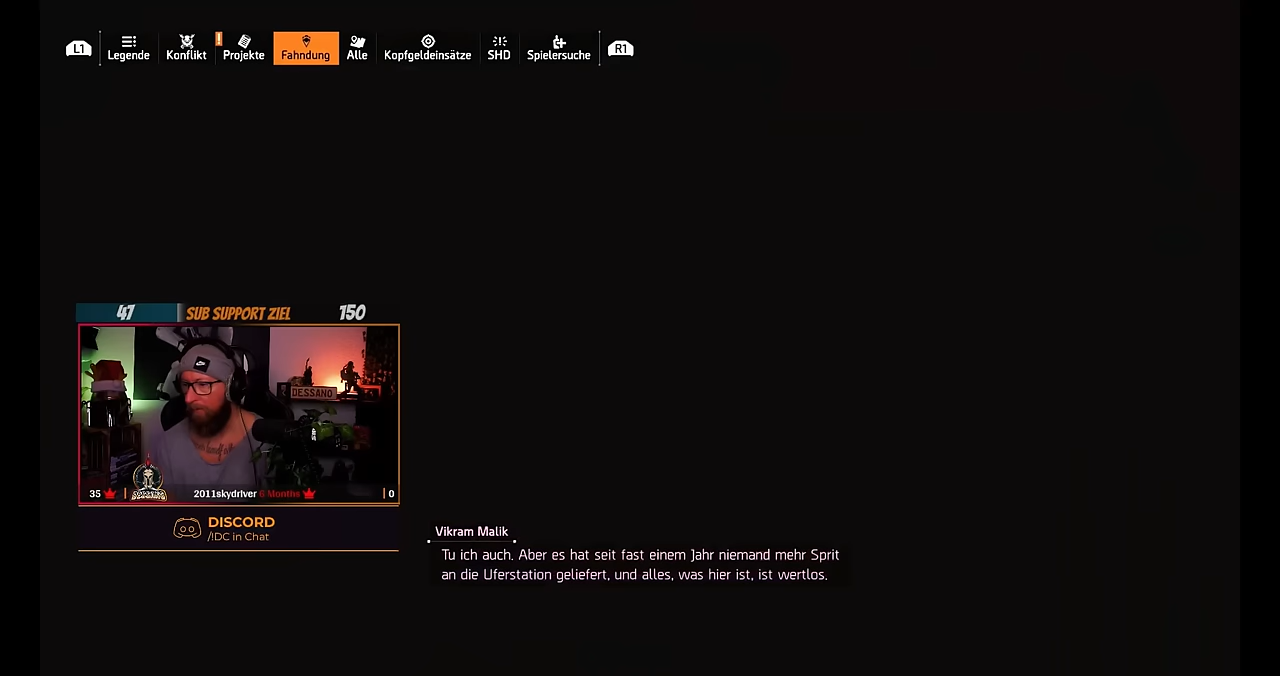 L1
Legende
Konflikt
Projekte
Fahndung
Alle
Kopfgeldeinsätze
SHD
Spielersuche
R1
47
SUB SUPPORT ZIEL
150
DESSANO
35
2011skydriver 6 Months
0
DISCORD
/!DC in Chat
Vikram Malik
Tu ich auch. Aber es hat seit fast einem Jahr niemand mehr Sprit
an die Uferstation geliefert, und alles, was hier ist, ist wertlos.